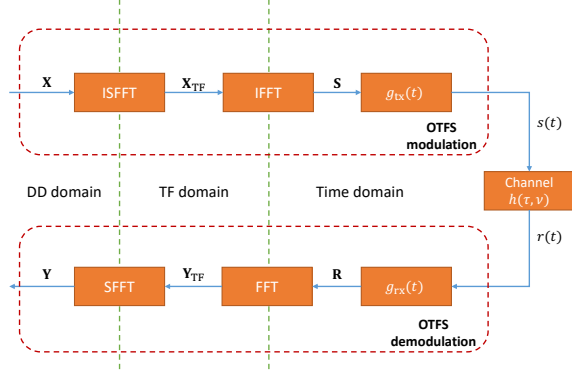 X
ISFFT
X_TF
IFFT
S
g_tx(t)
OTFS
modulation
s(t)
DD domain
TF domain
Time domain
Channel
h(τ, ν)
r(t)
Y
SFFT
Y_TF
FFT
R
g_rx(t)
OTFS
demodulation